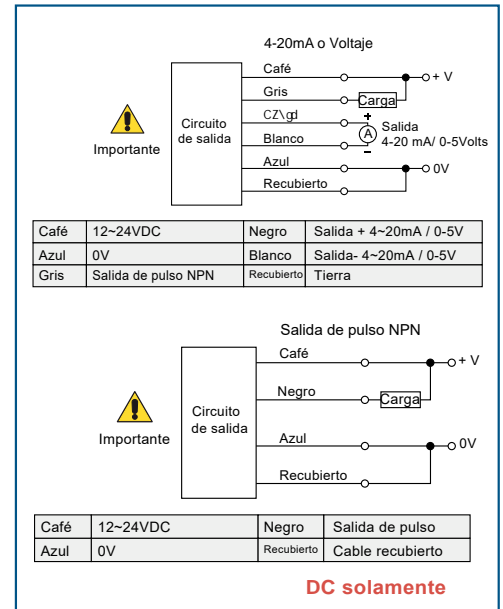 4-20mA o Voltaje
Café
+ V
Gris
Carga
CZ\gd
+
A
Salida
4-20 mA/ 0-5Volts
Blanco
–
Azul
0V
Recubierto
Circuito
de salida
Importante
Café 12~24VDC Negro Salida + 4~20mA / 0-5V
Azul 0V Blanco Salida- 4~20mA / 0-5V
Gris Salida de pulso NPN Recubierto Tierra
Salida de pulso NPN
Café
+ V
Negro
Carga
Circuito
de salida
Importante
Azul
0V
Recubierto
Café 12~24VDC Negro Salida de pulso
Azul 0V Recubierto Cable recubierto
DC solamente